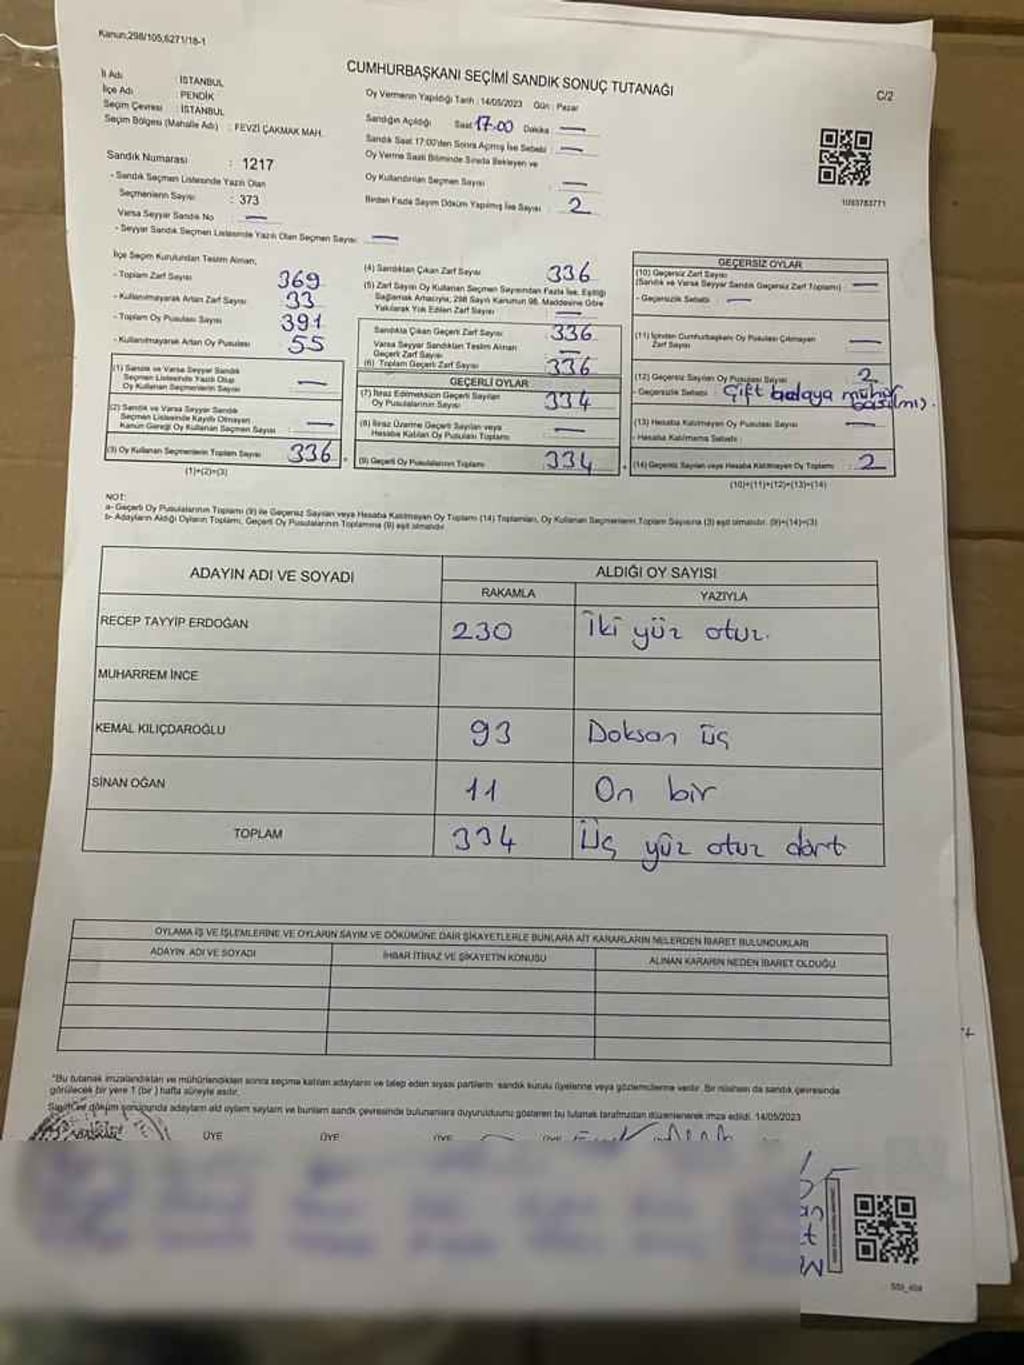 Kanun;298/105,6271/18-1
CUMHURBAŞKANI SEÇİMİ SANDIK SONUÇ TUTANAĞI
C/2
İl Adı : İSTANBUL
İlçe Adı : PENDİK
Seçim Çevresi : İSTANBUL
Seçim Bölgesi (Mahalle Adı) : FEVZİ ÇAKMAK MAH.
Sandık Numarası : 1217
- Sandık Seçmen Listesinde Yazılı Olan
Seçmenlerin Sayısı : 373
Varsa Seyyar Sandık No —
- Seyyar Sandık Seçmen Listesinde Yazılı Olan Seçmen Sayısı: —
Oy Vermenin Yapıldığı Tarih : 14/05/2023 Gün : Pazar
Sandığın Açıldığı Saat 17.00 Dakika —
Sandık Saat 17:00'den Sonra Açılmış İse Sebebi : —
Oy Verme Saati Bitiminde Sırada Bekleyen ve
Oy Kullandırılan Seçmen Sayısı —
Birden Fazla Sayım Döküm Yapılmış İse Sayısı : 2
İlçe Seçim Kurulundan Teslim Alınan;
- Toplam Zarf Sayısı 369
- Kullanılmayarak Artan Zarf Sayısı 33
- Toplam Oy Pusulası Sayısı 391
- Kullanılmayarak Artan Oy Pusulası 55
(1) Sandık ve Varsa Seyyar Sandık
Seçmen Listesinde Yazılı Olup
Oy Kullanan Seçmenlerin Sayısı —
(2) Sandık ve Varsa Seyyar Sandık
Seçmen Listesinde Kayıtlı Olmayan
Kanun Gereği Oy Kullanan Seçmen Sayısı : —
(3) Oy Kullanan Seçmenlerin Toplam Sayısı 336
(1)+(2)=(3)
(4) Sandıktan Çıkan Zarf Sayısı 336
(5) Zarf Sayısı Oy Kullanan Seçmen Sayısından Fazla İse, Eşitliği
Sağlamak Amacıyla; 298 Sayılı Kanunun 98. Maddesine Göre
Yakılarak Yok Edilen Zarf Sayısı : —
Sandıkta Çıkan Geçerli Zarf Sayısı 336
Varsa Seyyar Sandıktan Teslim Alınan
Geçerli Zarf Sayısı —
(6) Toplam Geçerli Zarf Sayısı 336
GEÇERLİ OYLAR
(7) İtiraz Edilmeksizin Geçerli Sayılan
Oy Pusulalarının Sayısı 334
(8) İtiraz Üzerine Geçerli Sayılan veya
Hesaba Katılan Oy Pusulası Toplamı —
(9) Geçerli Oy Pusulalarının Toplamı 334
GEÇERSİZ OYLAR
(10) Geçersiz Zarf Sayısı
(Sandık ve Varsa Seyyar Sandık Geçersiz Zarf Toplamı) —
- Geçersizlik Sebebi : —
(11) İçinden Cumhurbaşkanı Oy Pusulası Çıkmayan
Zarf Sayısı —
(12) Geçersiz Sayılan Oy Pusulası Sayısı 2
- Geçersizlik Sebebi : Çift adaya mühür
basılmış.
(13) Hesaba Katılmayan Oy Pusulası Sayısı —
- Hesaba Katılmama Sebebi :
(14) Geçersiz Sayılan veya Hesaba Katılmayan Oy Toplamı : 2
(10)+(11)+(12)+(13)=(14)
NOT:
a- Geçerli Oy Pusulalarının Toplamı (9) ile Geçersiz Sayılan veya Hesaba Katılmayan Oy Toplamı (14) Toplamları, Oy Kullanan Seçmenlerin Toplam Sayısına (3) eşit olmalıdır. (9)+(14)=(3)
b- Adayların Aldığı Oyların Toplamı, Geçerli Oy Pusulalarının Toplamına (9) eşit olmalıdır
ADAYIN ADI VE SOYADI ALDIĞI OY SAYISI
RAKAMLA YAZIYLA
RECEP TAYYİP ERDOĞAN 230 İki yüz otuz.
MUHARREM İNCE
KEMAL KILIÇDAROĞLU 93 Doksan üç
SİNAN OĞAN 11 On bir
TOPLAM 334 Üç yüz otuz dört
OYLAMA İŞ VE İŞLEMLERİNE VE OYLARIN SAYIM VE DÖKÜMÜNE DAİR ŞİKAYETLERLE BUNLARA AİT KARARLARIN NELERDEN İBARET BULUNDUKLARI
ADAYIN ADI VE SOYADI İHBAR İTİRAZ VE ŞİKAYETİN KONUSU ALINAN KARARIN NEDEN İBARET OLDUĞU
*Bu tutanak imzalandıktan ve mühürlendikten sonra seçime katılan adayların ve talep eden siyasi partilerin sandık kurulu üyelerine veya gözlemcilerine verilir. Bir nüshası da sandık çevresinde
görülecek bir yere 1 (bir) hafta süreyle asılır.
döküm sonucunda adayların oyların bunların sandık çevresinde bulunanlara duyurulduğunu gösteren bu tutanak tarafımızdan düzenlenerek imza edildi. 14/05/2023
BAŞKAN ÜYE ÜYE ÜYE ÜYE